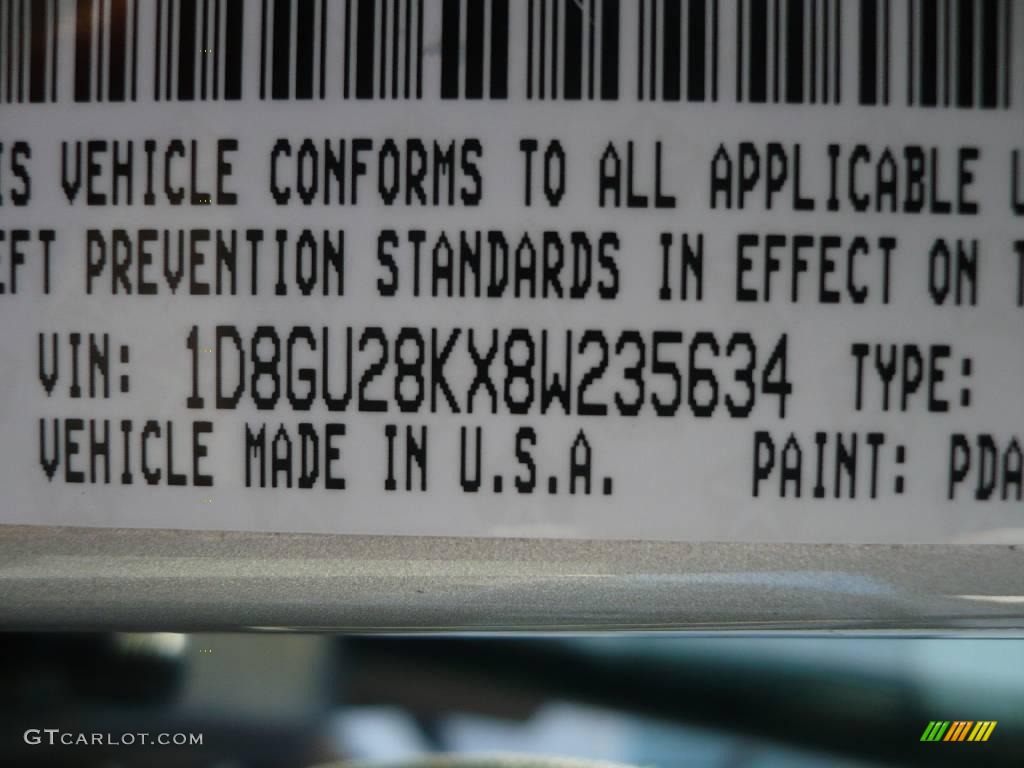 IS VEHICLE CONFORMS TO ALL APPLICABLE
EFT PREVENTION STANDARDS IN EFFECT ON
VIN: 1D8GU28KX8W235634 TYPE:
VEHICLE MADE IN U.S.A. PAINT: PDA
GTCARLOT.COM